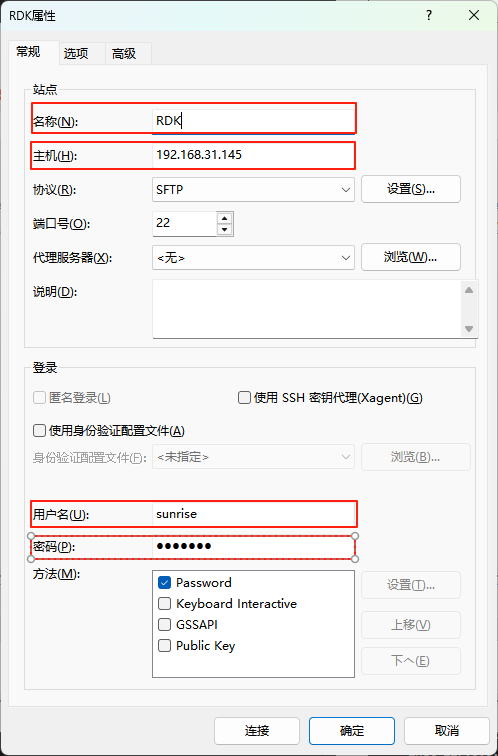 RDK属性
?
常规 选项 高级
站点
名称(N): RDK
主机(H): 192.168.31.145
协议(R): SFTP 设置(S)...
端口号(O): 22
代理服务器(X): <无> 浏览(W)...
说明(D):
登录
匿名登录(L) 使用 SSH 密钥代理(Xagent)(G)
使用身份验证配置文件(A)
身份验证配置文件(F): <未指定> 浏览(B)...
用户名(U): sunrise
密码(P): ●●●●●●●
方法(M): Password 设置(T)...
Keyboard Interactive
GSSAPI 上移(V)
Public Key
下へ(E)
连接 确定 取消